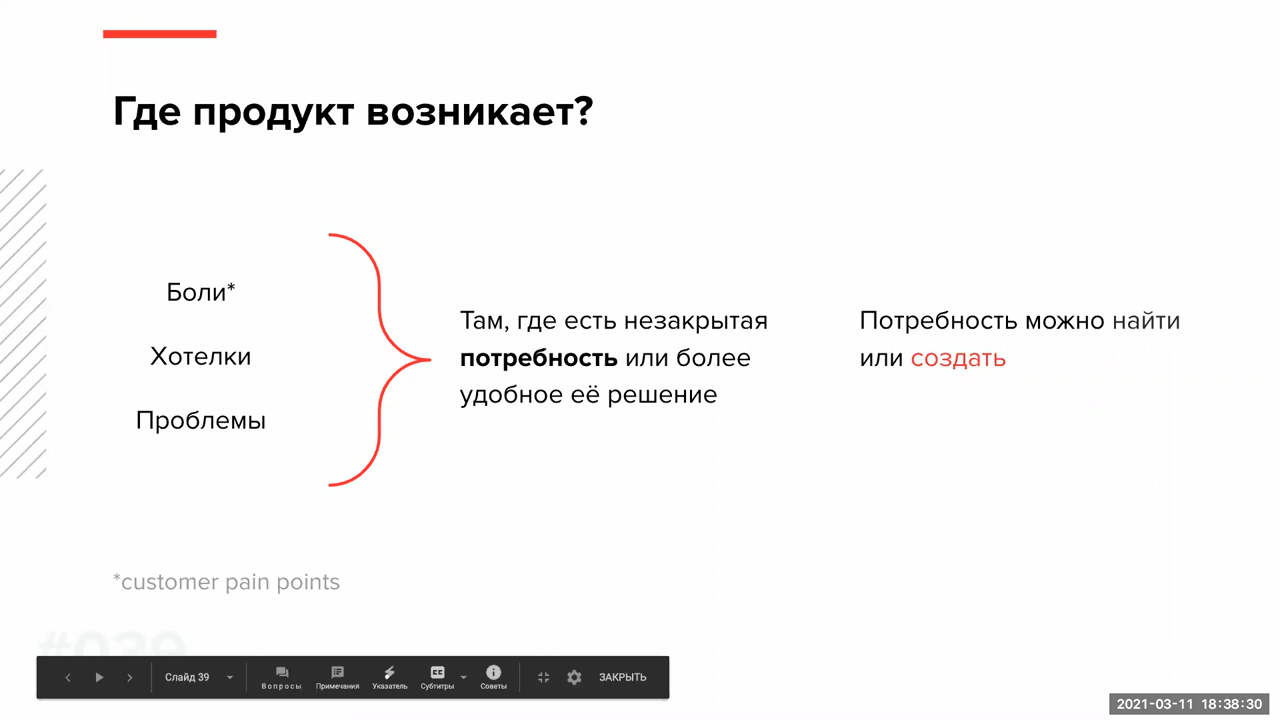 Где продукт возникает?
Боли*
Хотелки
Проблемы
Там, где есть незакрытая
потребность или более
удобное её решение
Потребность можно найти
или создать
*customer pain points
#039
Слайд 39
Вопросы
Примечания
Указатель
Субтитры
Советы
ЗАКРЫТЬ
2021-03-11 18:38:30